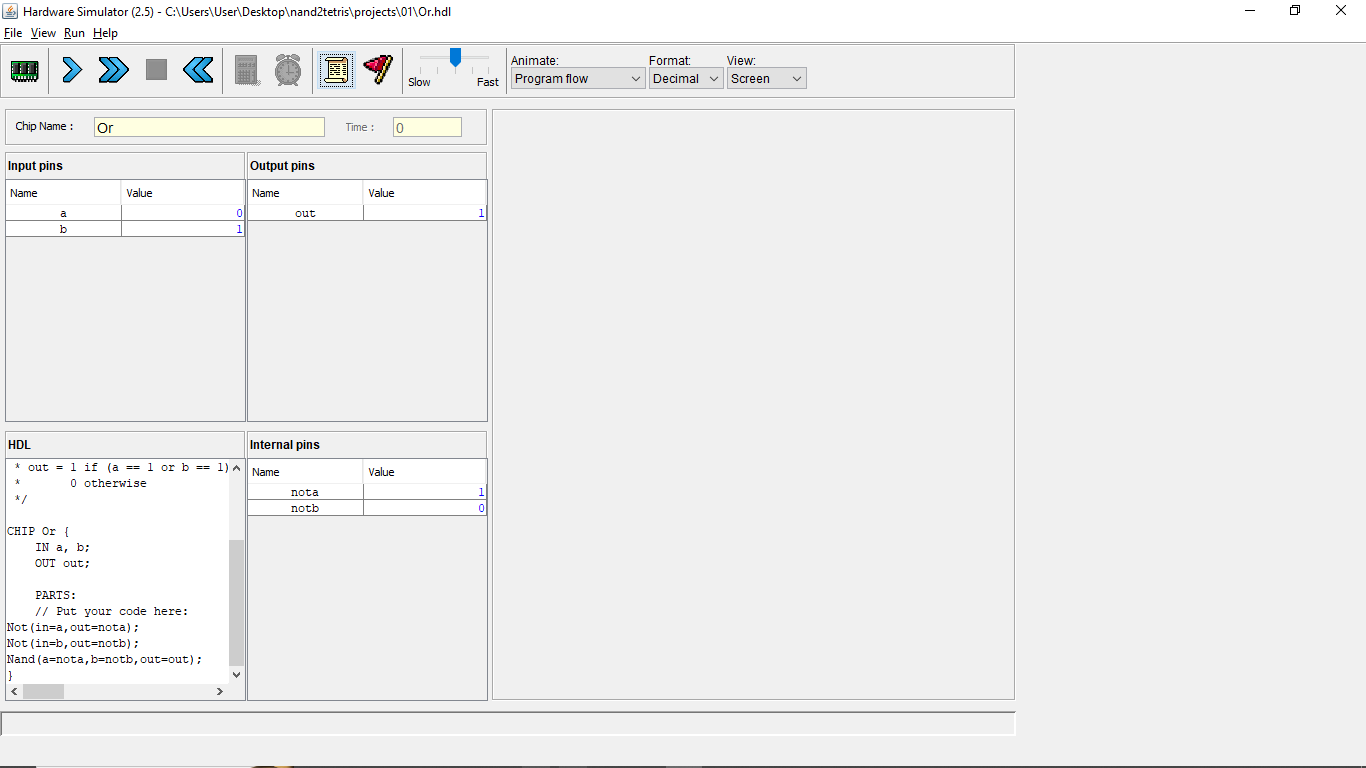 Hardware Simulator (2.5) - C:\Users\User\Desktop\nand2tetris\projects\01\Or.hdl
File View Run Help
Animate: Format: View:
Slow Fast Program flow Decimal Screen
Chip Name : Or Time : 0
Input pins
Name Value
a 0
b 1
Output pins
Name Value
out 1
HDL
* out = 1 if (a == 1 or b == 1)
* 0 otherwise
*/
CHIP Or {
IN a, b;
OUT out;
PARTS:
// Put your code here:
Not(in=a,out=nota);
Not(in=b,out=notb);
Nand(a=nota,b=notb,out=out);
}
Internal pins
Name Value
nota 1
notb 0